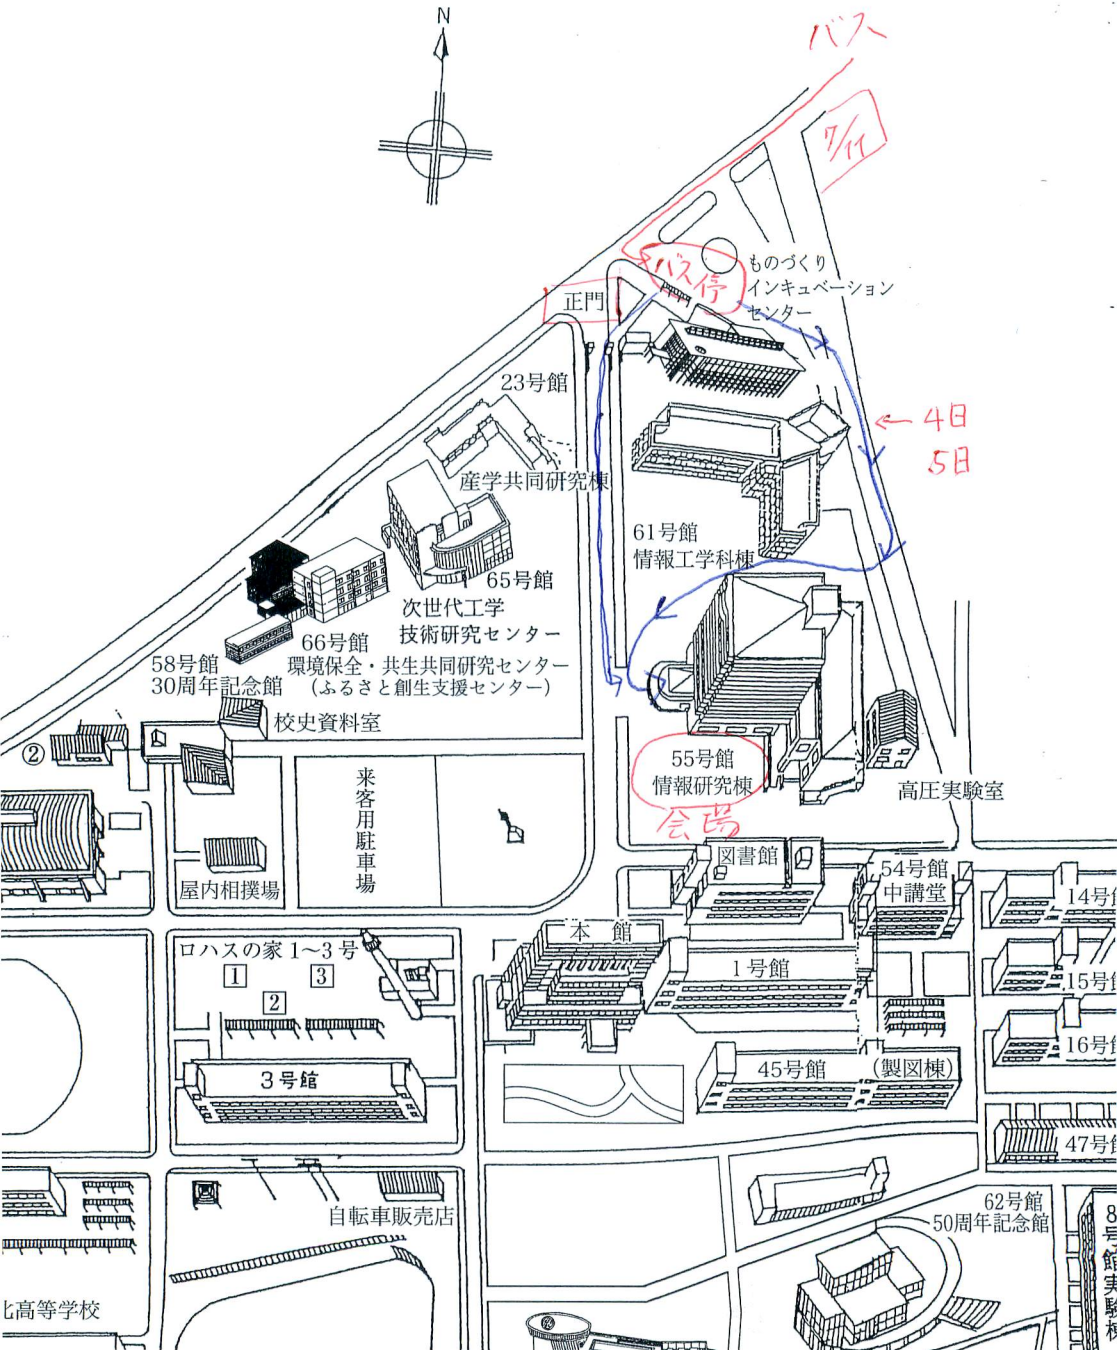 N
バス
7/11
バス停
ものづくり
インキュベーション
センター
正門
23号館
← 4日
5日
産学共同研究棟
61号館
情報工学科棟
65号館
次世代工学
技術研究センター
66号館
環境保全・共生共同研究センター
(ふるさと創生支援センター)
58号館
30周年記念館
校史資料室
②
55号館
情報研究棟
会場
高圧実験室
来客用駐車場
屋内相撲場
図書館
54号館
中講堂
14号館
ロハスの家 1～3号
1
3
2
本 館
1号館
15号館
16号館
3号館
45号館
(製図棟)
47号館
自転車販売店
62号館
50周年記念館
8号館実験棟
北高等学校